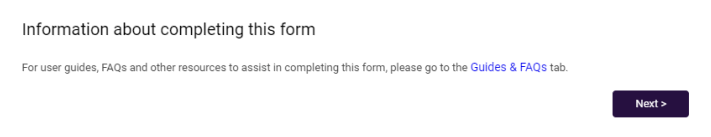 Information about completing this form
For user guides, FAQs and other resources to assist in completing this form, please go to the Guides & FAQs tab.
Next >